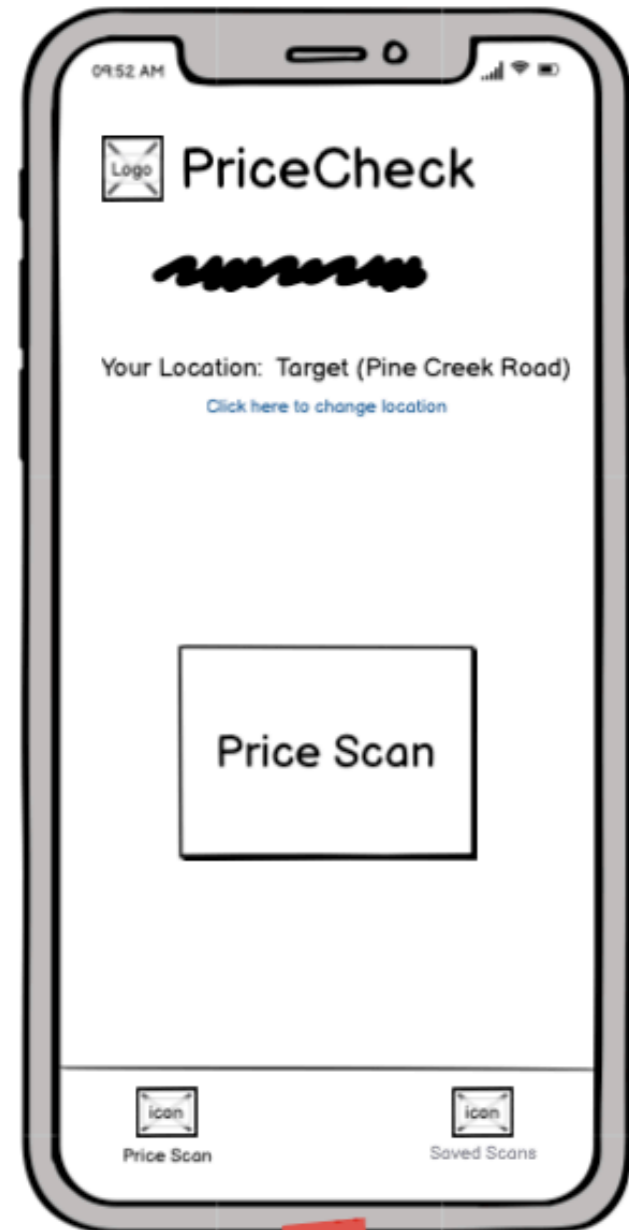 09:52 AM
Logo PriceCheck
Your Location: Target (Pine Creek Road)
Click here to change location
Price Scan
icon icon
Price Scan Saved Scans